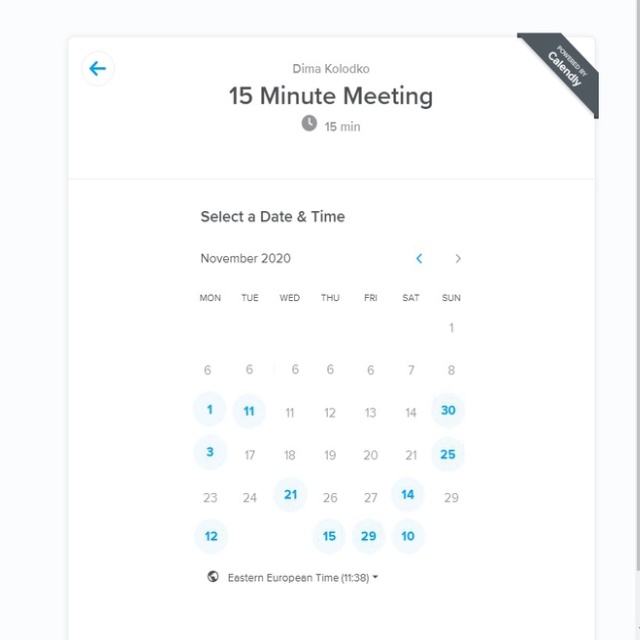 POWERED BY
Calendly
Dima Kolodko
15 Minute Meeting
15 min
Select a Date & Time
November 2020
MON TUE WED THU FRI SAT SUN
1
6 6 6 6 6 7 8
1 11 11 12 13 14 30
3 17 18 19 20 21 25
23 24 21 26 27 14 29
12 15 29 10
Eastern European Time (11:38)